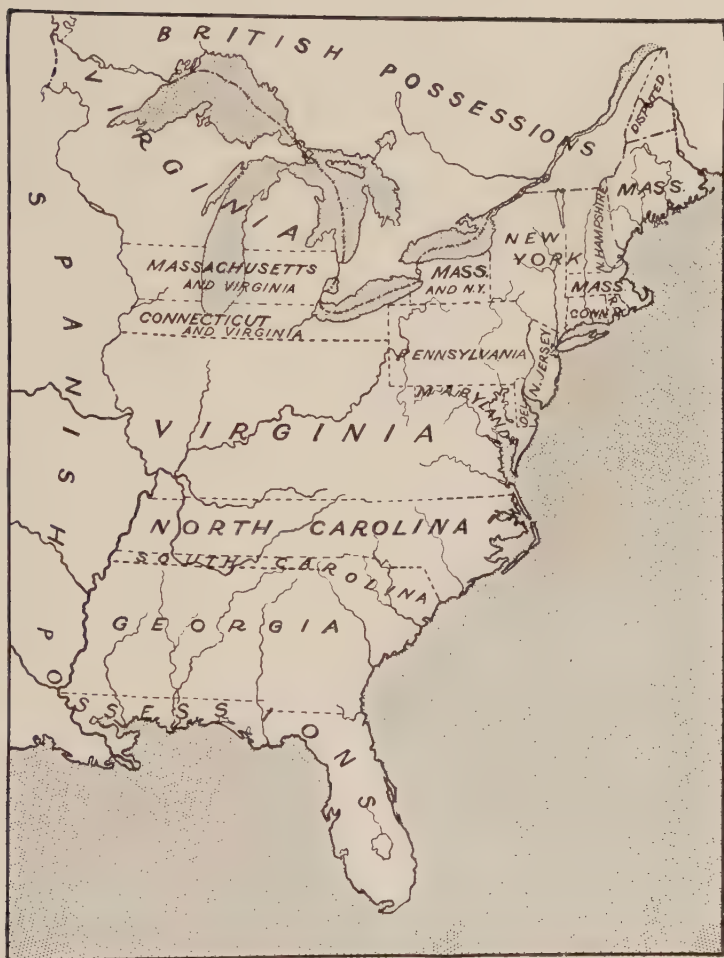 BRITISH POSSESSIONS
VIRGINIA
SPANISH POSSESSIONS
DISPUTED
MASS.
N. HAMPSHIRE
NEW
YORK
MASSACHUSETTS
AND VIRGINIA
MASS.
AND N.Y.
MASS.
CONN.
R.I.
CONNECTICUT
AND VIRGINIA
PENNSYLVANIA
N. JERSEY
MARYLAND
DEL.
VIRGINIA
NORTH CAROLINA
SOUTH CAROLINA
GEORGIA